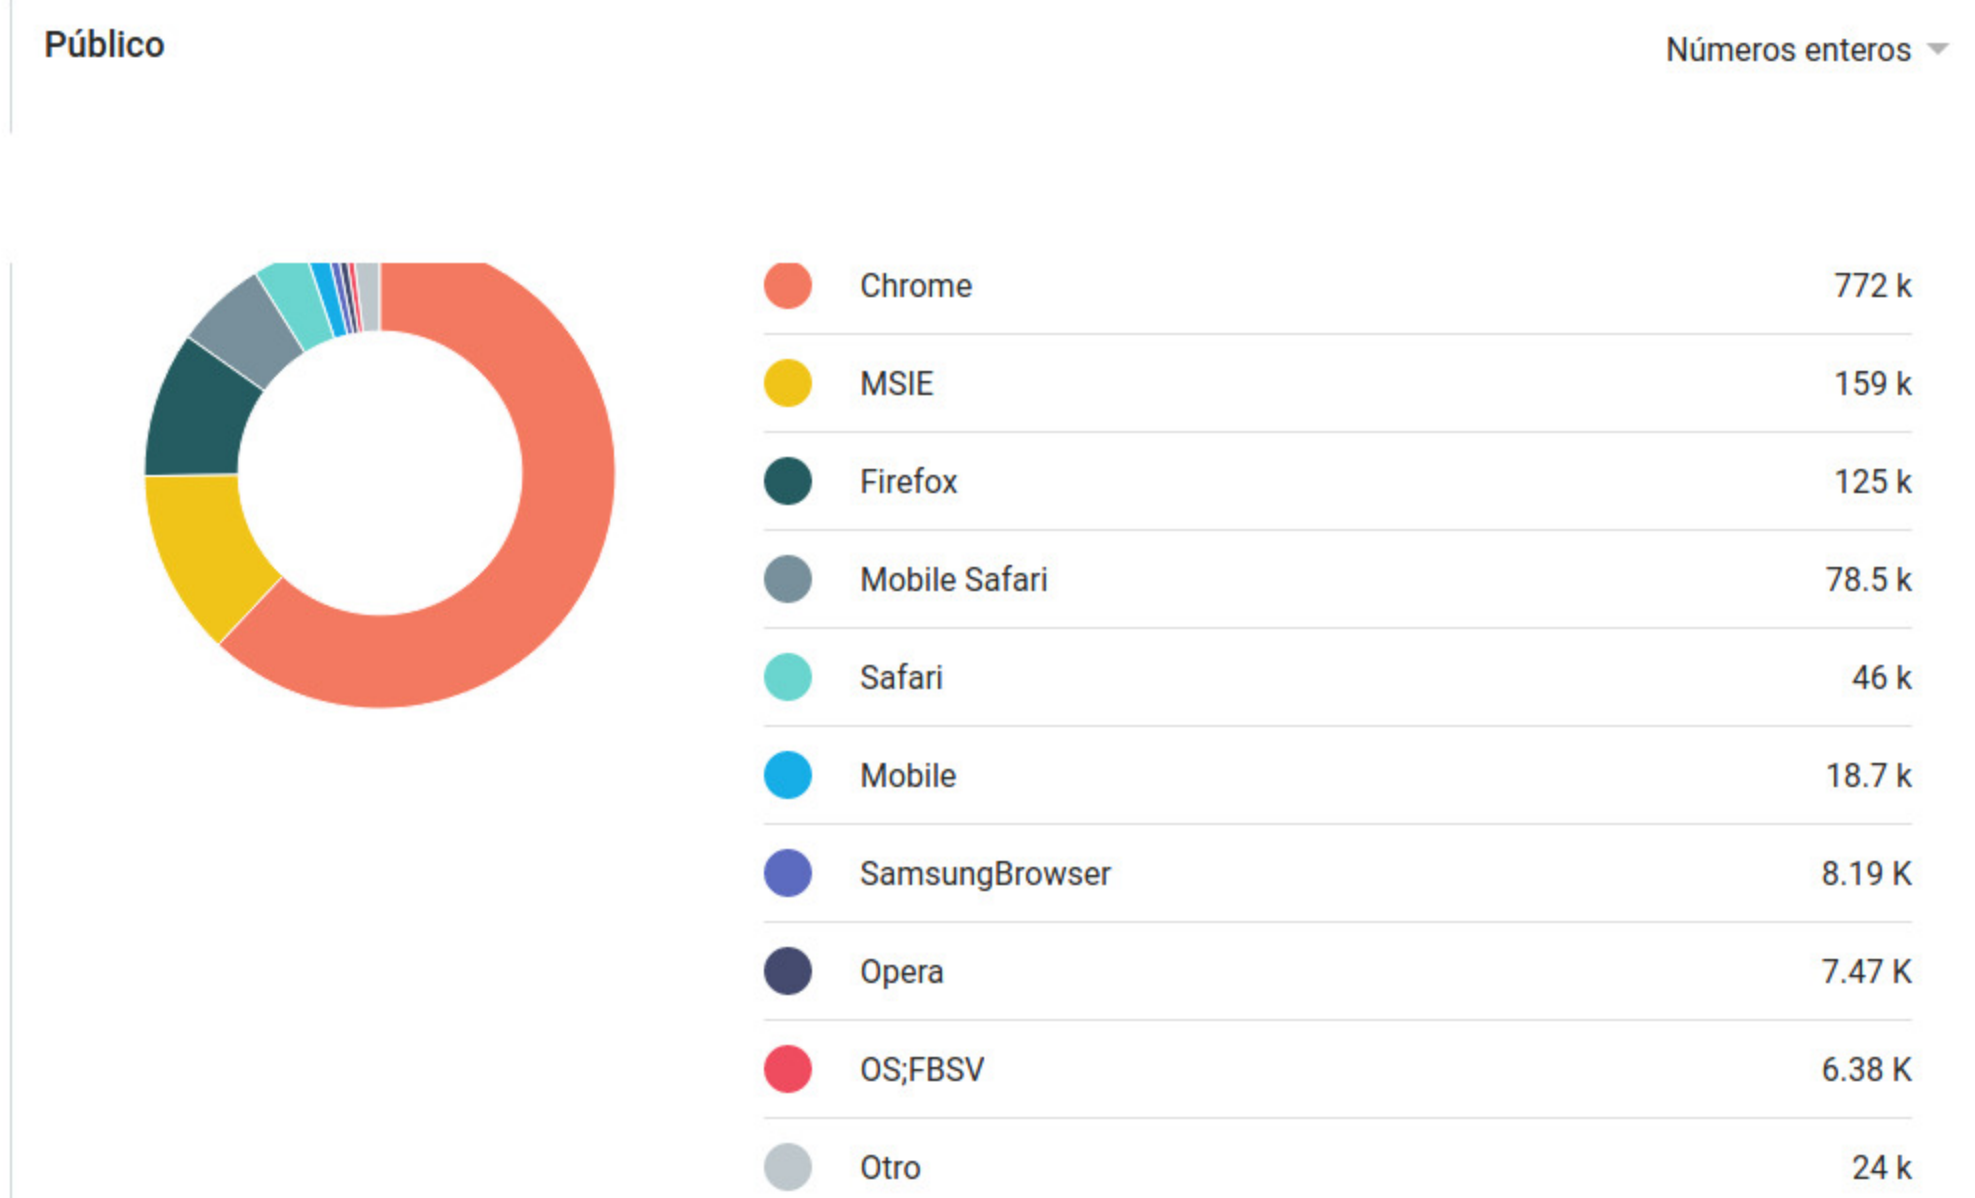 Público
Números enteros
Chrome 772 k
MSIE 159 k
Firefox 125 k
Mobile Safari 78.5 k
Safari 46 k
Mobile 18.7 k
SamsungBrowser 8.19 K
Opera 7.47 K
OS;FBSV 6.38 K
Otro 24 k